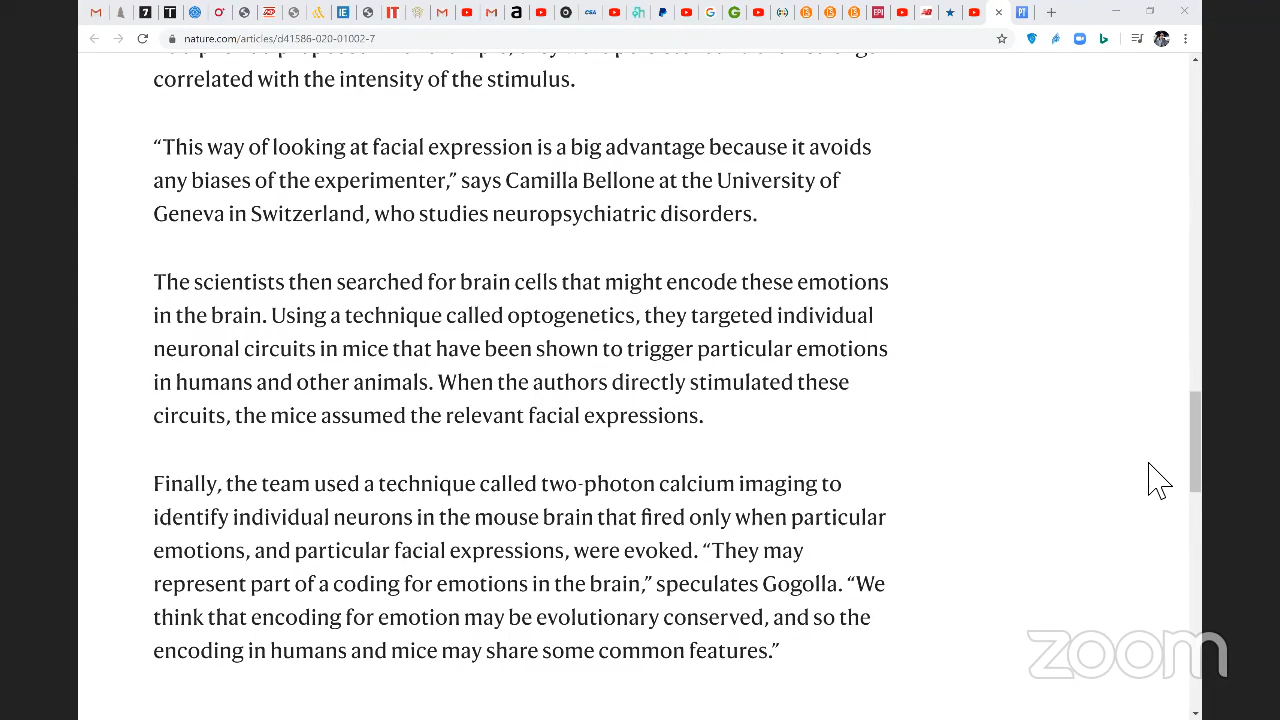 nature.com/articles/d41586-020-01002-7
correlated with the intensity of the stimulus.
“This way of looking at facial expression is a big advantage because it avoids
any biases of the experimenter,” says Camilla Bellone at the University of
Geneva in Switzerland, who studies neuropsychiatric disorders.
The scientists then searched for brain cells that might encode these emotions
in the brain. Using a technique called optogenetics, they targeted individual
neuronal circuits in mice that have been shown to trigger particular emotions
in humans and other animals. When the authors directly stimulated these
circuits, the mice assumed the relevant facial expressions.
Finally, the team used a technique called two-photon calcium imaging to
identify individual neurons in the mouse brain that fired only when particular
emotions, and particular facial expressions, were evoked. “They may
represent part of a coding for emotions in the brain,” speculates Gogolla. “We
think that encoding for emotion may be evolutionary conserved, and so the
encoding in humans and mice may share some common features.”
zoom